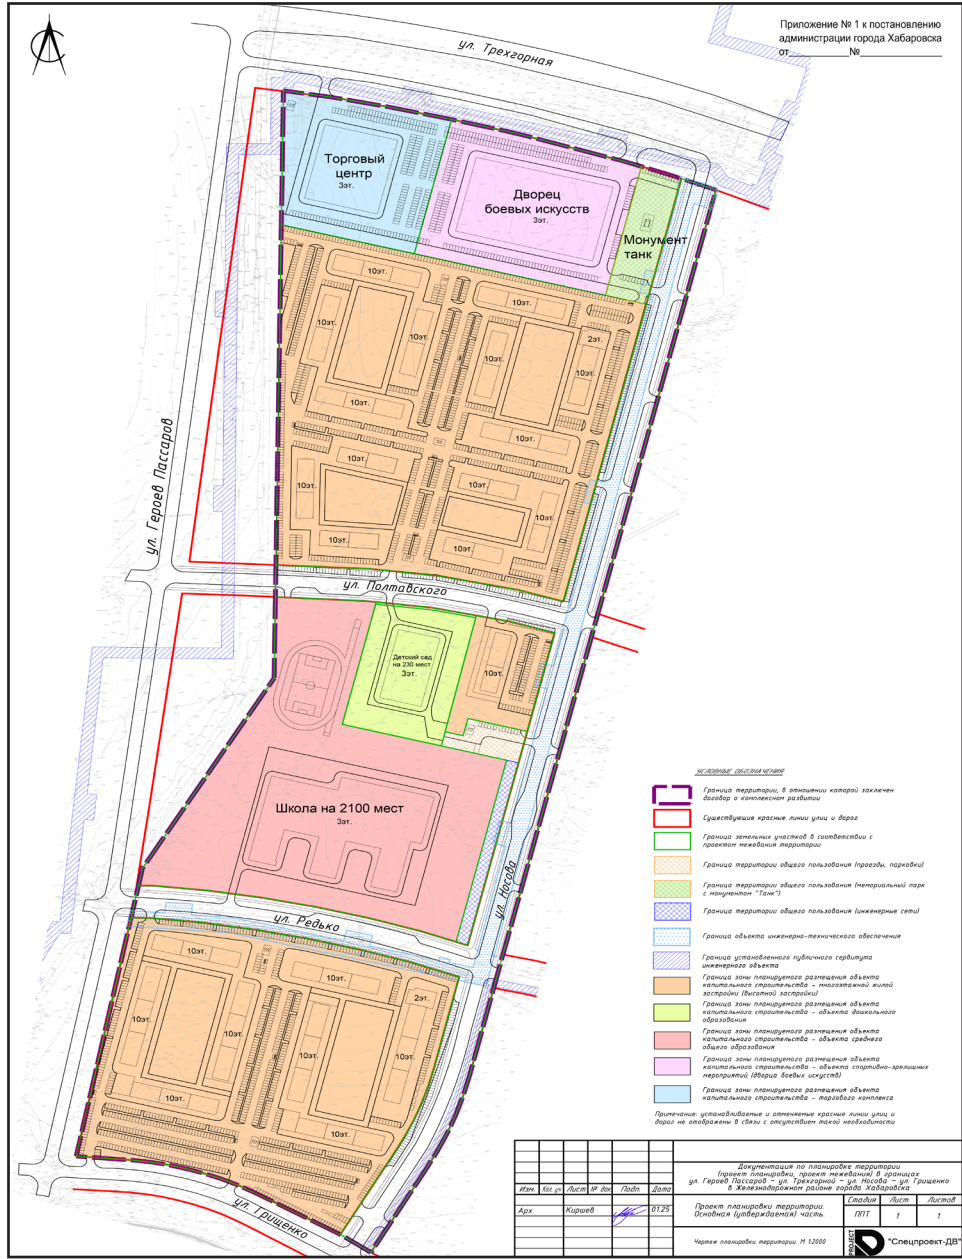 Приложение № 1 к постановлению
администрации города Хабаровска
от____________№________________
ул. Трехгорная
Торговый
центр
3эт.
Дворец
боевых искусств
3эт.
Монумент
танк
10эт.
10эт.
10эт.
10эт.
10эт.
2эт.
10эт.
10эт.
10эт.
10эт.
10эт.
10эт.
10эт.
10эт.
10эт.
ул. Героев Пассаров
ул. Полтавского
Детский сад
на 230 мест
3эт.
10эт.
Школа на 2100 мест
3эт.
ул. Носова
ул. Редько
10эт.
10эт.
2эт.
10эт.
10эт.
10эт.
10эт.
10эт.
10эт.
ул. Грищенко
УСЛОВНЫЕ ОБОЗНАЧЕНИЯ
Граница территории, в отношении которой заключен
договор о комплексном развитии
Существующие красные линии улиц и дорог
Граница земельных участков в соответствии с
проектом межевания территории
Граница территории общего пользования (проезды, парковки)
Граница территории общего пользования (мемориальный парк
с монументом "Танк")
Граница территории общего пользования (инженерные сети)
Граница объекта инженерно-технического обеспечения
Граница установленного публичного сервитута
инженерного объекта
Граница зоны планируемого размещения объекта
капитального строительства - многоэтажной жилой
застройки (высотной застройки)
Граница зоны планируемого размещения объекта
капитального строительства - объекта дошкольного
образования
Граница зоны планируемого размещения объекта
капитального строительства - объекта среднего
общего образования
Граница зоны планируемого размещения объекта
капитального строительства - объекта спортивно-зрелищных
мероприятий (дворца боевых искусств)
Граница зоны планируемого размещения объекта
капитального строительства - торгового комплекса
Примечание: устанавливаемые и отменяемые красные линии улиц и
дорог не отображены в связи с отсутствием такой необходимости
Документация по планировке территории
(проект планировки, проект межевания) в границах
ул. Героев Пассаров - ул. Трехгорной - ул. Носова - ул. Грищенко
в Железнодорожном районе города Хабаровска
Изм. Кол. уч. Лист № док Подп. Дата
Арх. Киршев 01.25
Проект планировки территории.
Основная (утверждаемая) часть.
Стадия Лист Листов
ППТ 1 1
Чертеж планировки территории. М 1:2000
PROJECT "Спецпроект-ДВ"